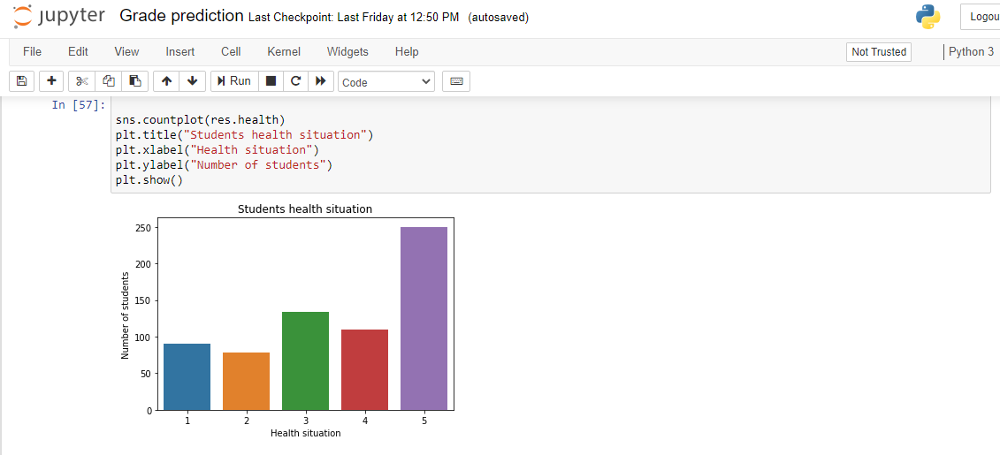 jupyter Grade prediction Last Checkpoint: Last Friday at 12:50 PM (autosaved)
Logou
File Edit View Insert Cell Kernel Widgets Help Not Trusted Python 3
Run Code
In [57]:
sns.countplot(res.health)
plt.title("Students health situation")
plt.xlabel("Health situation")
plt.ylabel("Number of students")
plt.show()
Students health situation
Number of students
250
200
150
100
50
0
1 2 3 4 5
Health situation